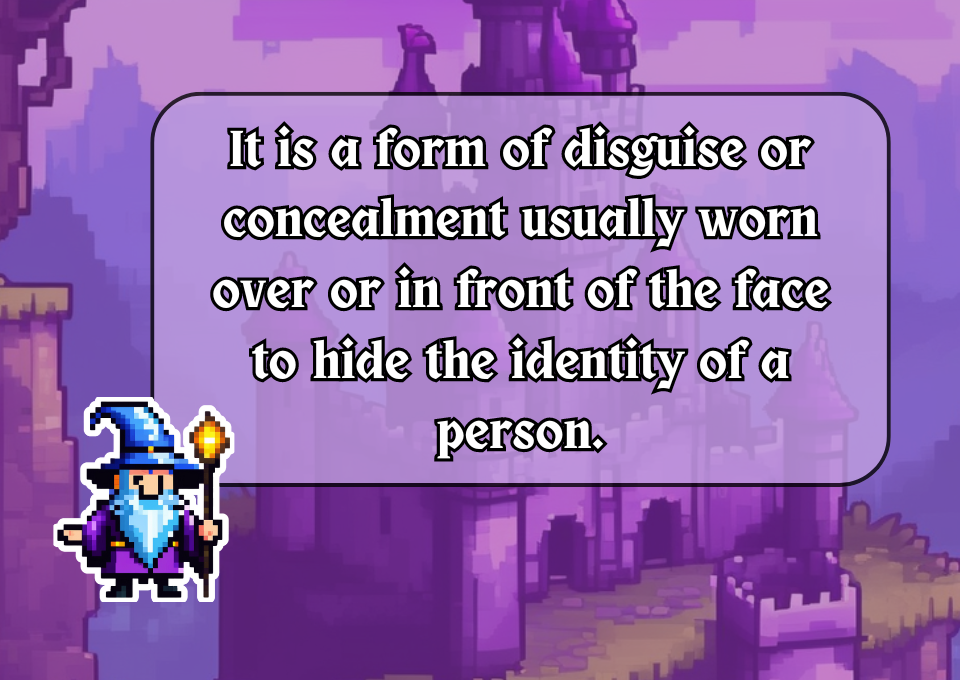 It is a form of disguise or
concealment usually worn
over or in front of the face
to hide the identity of a
person.